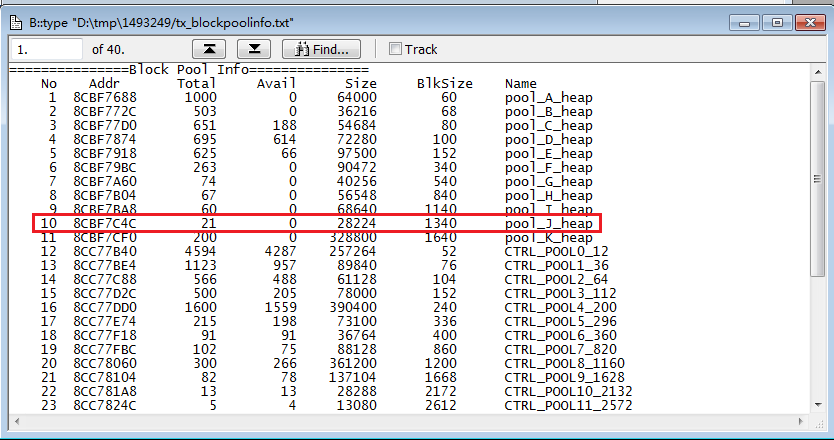 B::type "D:\tmp\1493249/tx_blockpoolinfo.txt"
1. of 40. Find... Track
===============Block Pool Info===============
No Addr Total Avail Size BlkSize Name
1 8CBF7688 1000 0 64000 60 pool_A_heap
2 8CBF772C 503 0 36216 68 pool_B_heap
3 8CBF77D0 651 188 54684 80 pool_C_heap
4 8CBF7874 695 614 72280 100 pool_D_heap
5 8CBF7918 625 66 97500 152 pool_E_heap
6 8CBF79BC 263 0 90472 340 pool_F_heap
7 8CBF7A60 74 0 40256 540 pool_G_heap
8 8CBF7B04 67 0 56548 840 pool_H_heap
9 8CBF7BA8 60 0 68640 1140 pool_I_heap
10 8CBF7C4C 21 0 28224 1340 pool_J_heap
11 8CBF7CF0 200 0 328800 1640 pool_K_heap
12 8CC77B40 4594 4287 257264 52 CTRL_POOL0_12
13 8CC77BE4 1123 957 89840 76 CTRL_POOL1_36
14 8CC77C88 566 488 61128 104 CTRL_POOL2_64
15 8CC77D2C 500 205 78000 152 CTRL_POOL3_112
16 8CC77DD0 1600 1559 390400 240 CTRL_POOL4_200
17 8CC77E74 215 198 73100 336 CTRL_POOL5_296
18 8CC77F18 91 91 36764 400 CTRL_POOL6_360
19 8CC77FBC 102 75 88128 860 CTRL_POOL7_820
20 8CC78060 300 266 361200 1200 CTRL_POOL8_1160
21 8CC78104 82 78 137104 1668 CTRL_POOL9_1628
22 8CC781A8 13 13 28288 2172 CTRL_POOL10_2132
23 8CC7824C 5 4 13080 2612 CTRL_POOL11_2572